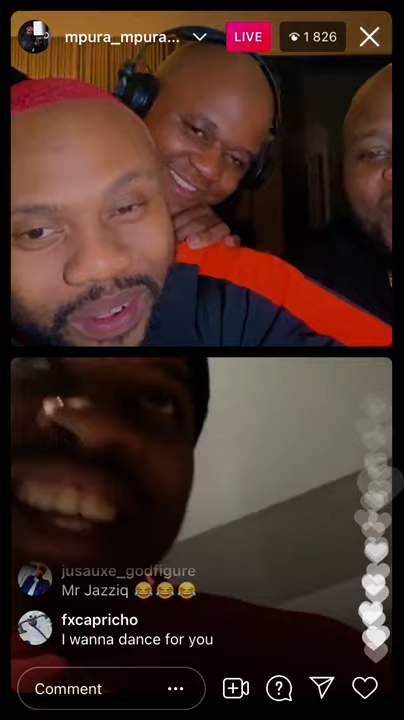 mpura_mpura...
LIVE
1 826
jusauxe_godfigure
Mr Jazziq 😂😂😂
fxcapricho
I wanna dance for you
Comment